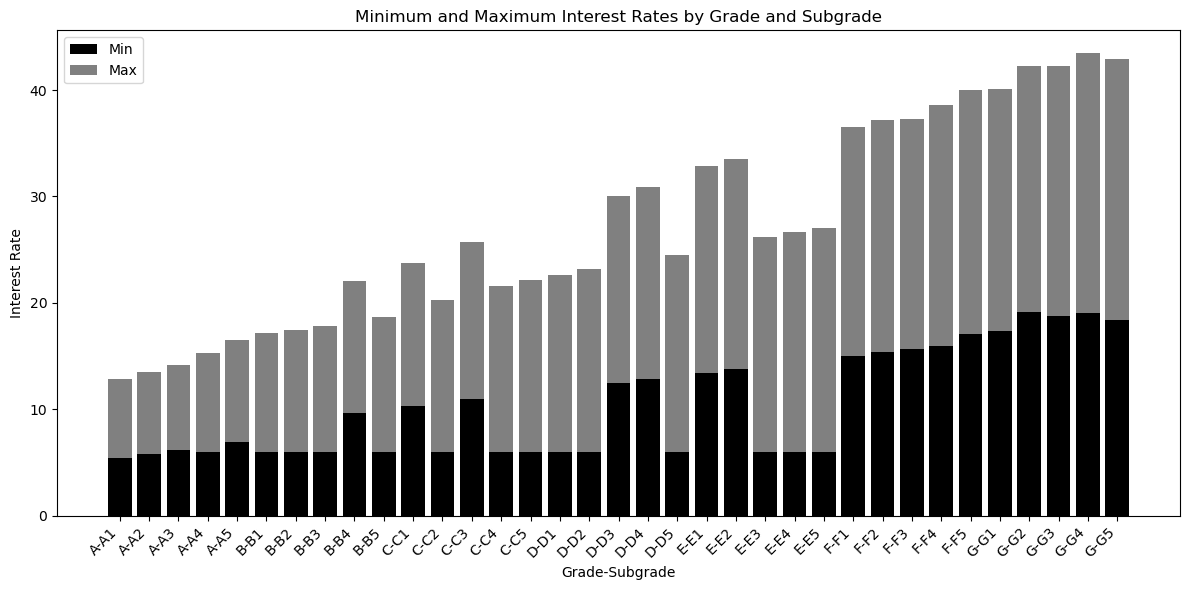 Minimum and Maximum Interest Rates by Grade and Subgrade
Min
Max
Interest Rate
40
30
20
10
0
A-A1
A-A2
A-A3
A-A4
A-A5
B-B1
B-B2
B-B3
B-B4
B-B5
C-C1
C-C2
C-C3
C-C4
C-C5
D-D1
D-D2
D-D3
D-D4
D-D5
E-E1
E-E2
E-E3
E-E4
E-E5
F-F1
F-F2
F-F3
F-F4
F-F5
G-G1
G-G2
G-G3
G-G4
G-G5
Grade-Subgrade